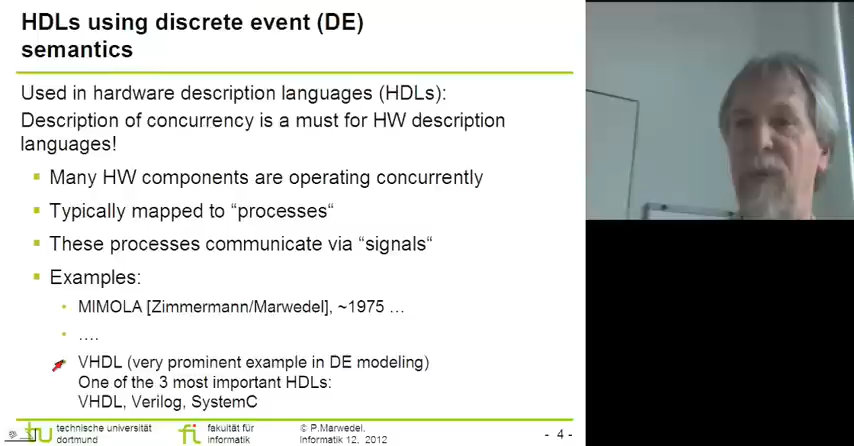 HDLs using discrete event (DE)
semantics
Used in hardware description languages (HDLs):
Description of concurrency is a must for HW description
languages!
Many HW components are operating concurrently
Typically mapped to “processes“
These processes communicate via “signals“
Examples:
MIMOLA [Zimmermann/Marwedel], ~1975 …
….
VHDL (very prominent example in DE modeling)
One of the 3 most important HDLs:
VHDL, Verilog, SystemC
tu technische universität
dortmund
fi fakultät für
informatik
© P.Marwedel,
Informatik 12, 2012
- 4 -